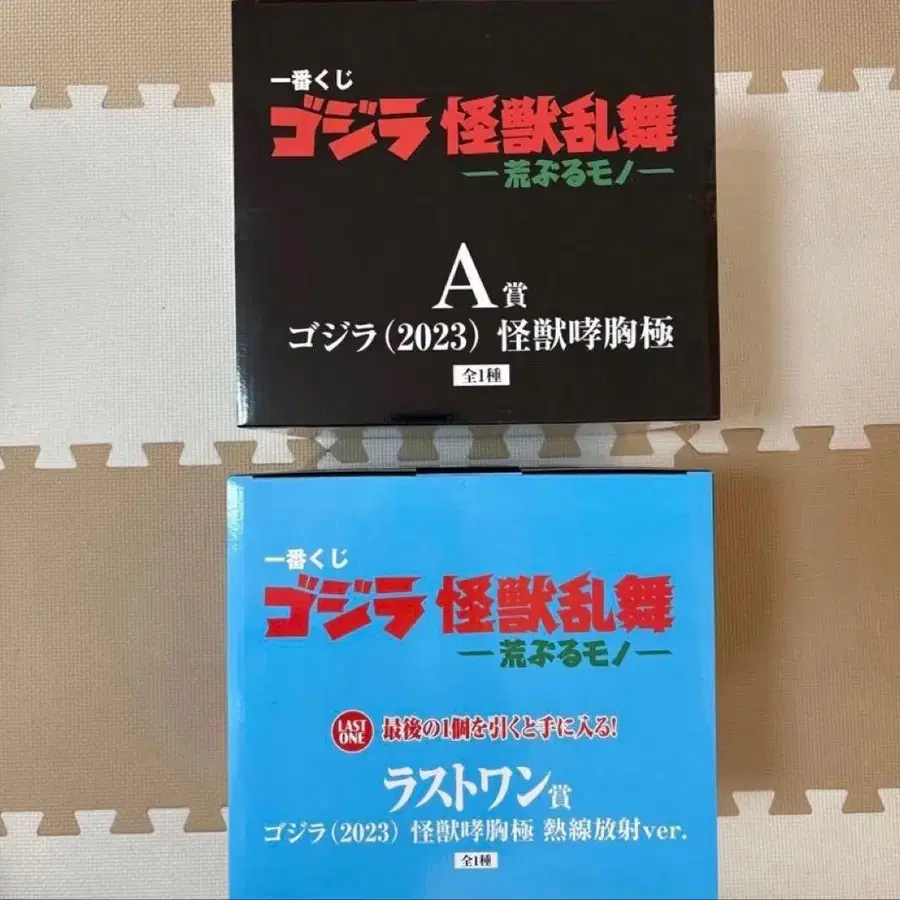 一番くじ
ゴジラ 怪獣乱舞
―荒ぶるモノ―
A賞
ゴジラ(2023) 怪獣哮胸極
全1種
一番くじ
ゴジラ 怪獣乱舞
―荒ぶるモノ―
LAST ONE 最後の1個を引くと手に入る!
ラストワン賞
ゴジラ(2023) 怪獣哮胸極 熱線放射ver.
全1種